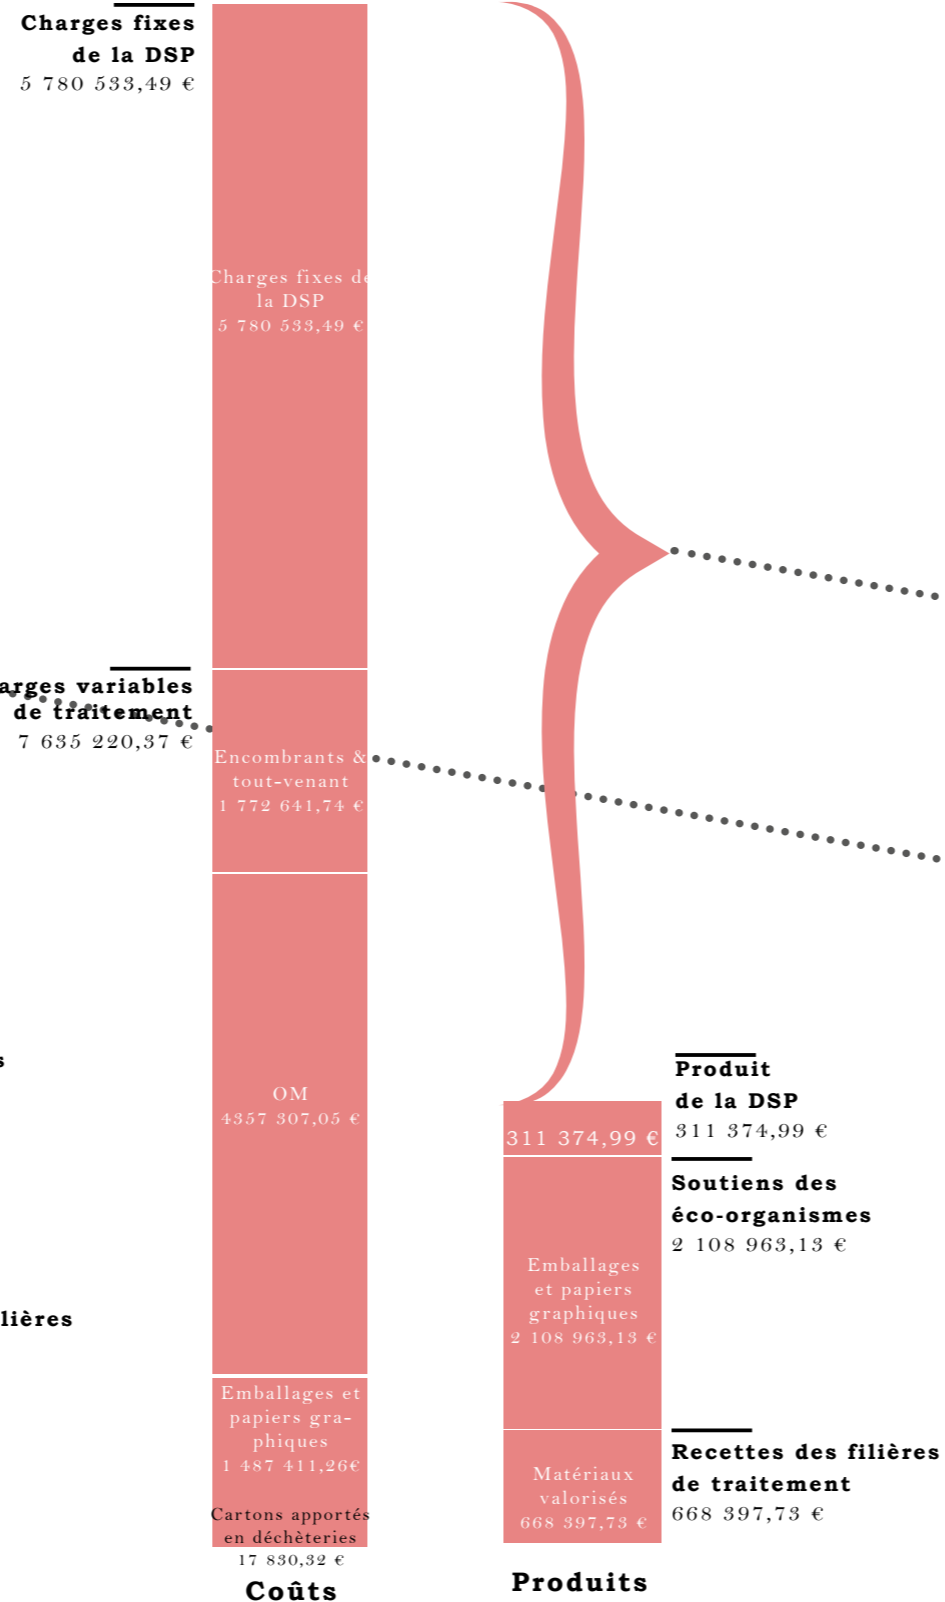 Charges fixes
de la DSP
5 780 533,49 €
Charges fixes de
la DSP
5 780 533,49 €
arges variables
de traitement
7 635 220,37 €
Encombrants &
tout-venant
1 772 641,74 €
OM
4357 307,05 €
s
lières
Emballages et
papiers gra-
phiques
1 487 411,26€
Cartons apportés
en déchèteries
17 830,32 €
Coûts
311 374,99 €
Produit
de la DSP
311 374,99 €
Soutiens des
éco-organismes
2 108 963,13 €
Emballages
et papiers
graphiques
2 108 963,13 €
Recettes des filières
de traitement
668 397,73 €
Matériaux
valorisés
668 397,73 €
Produits